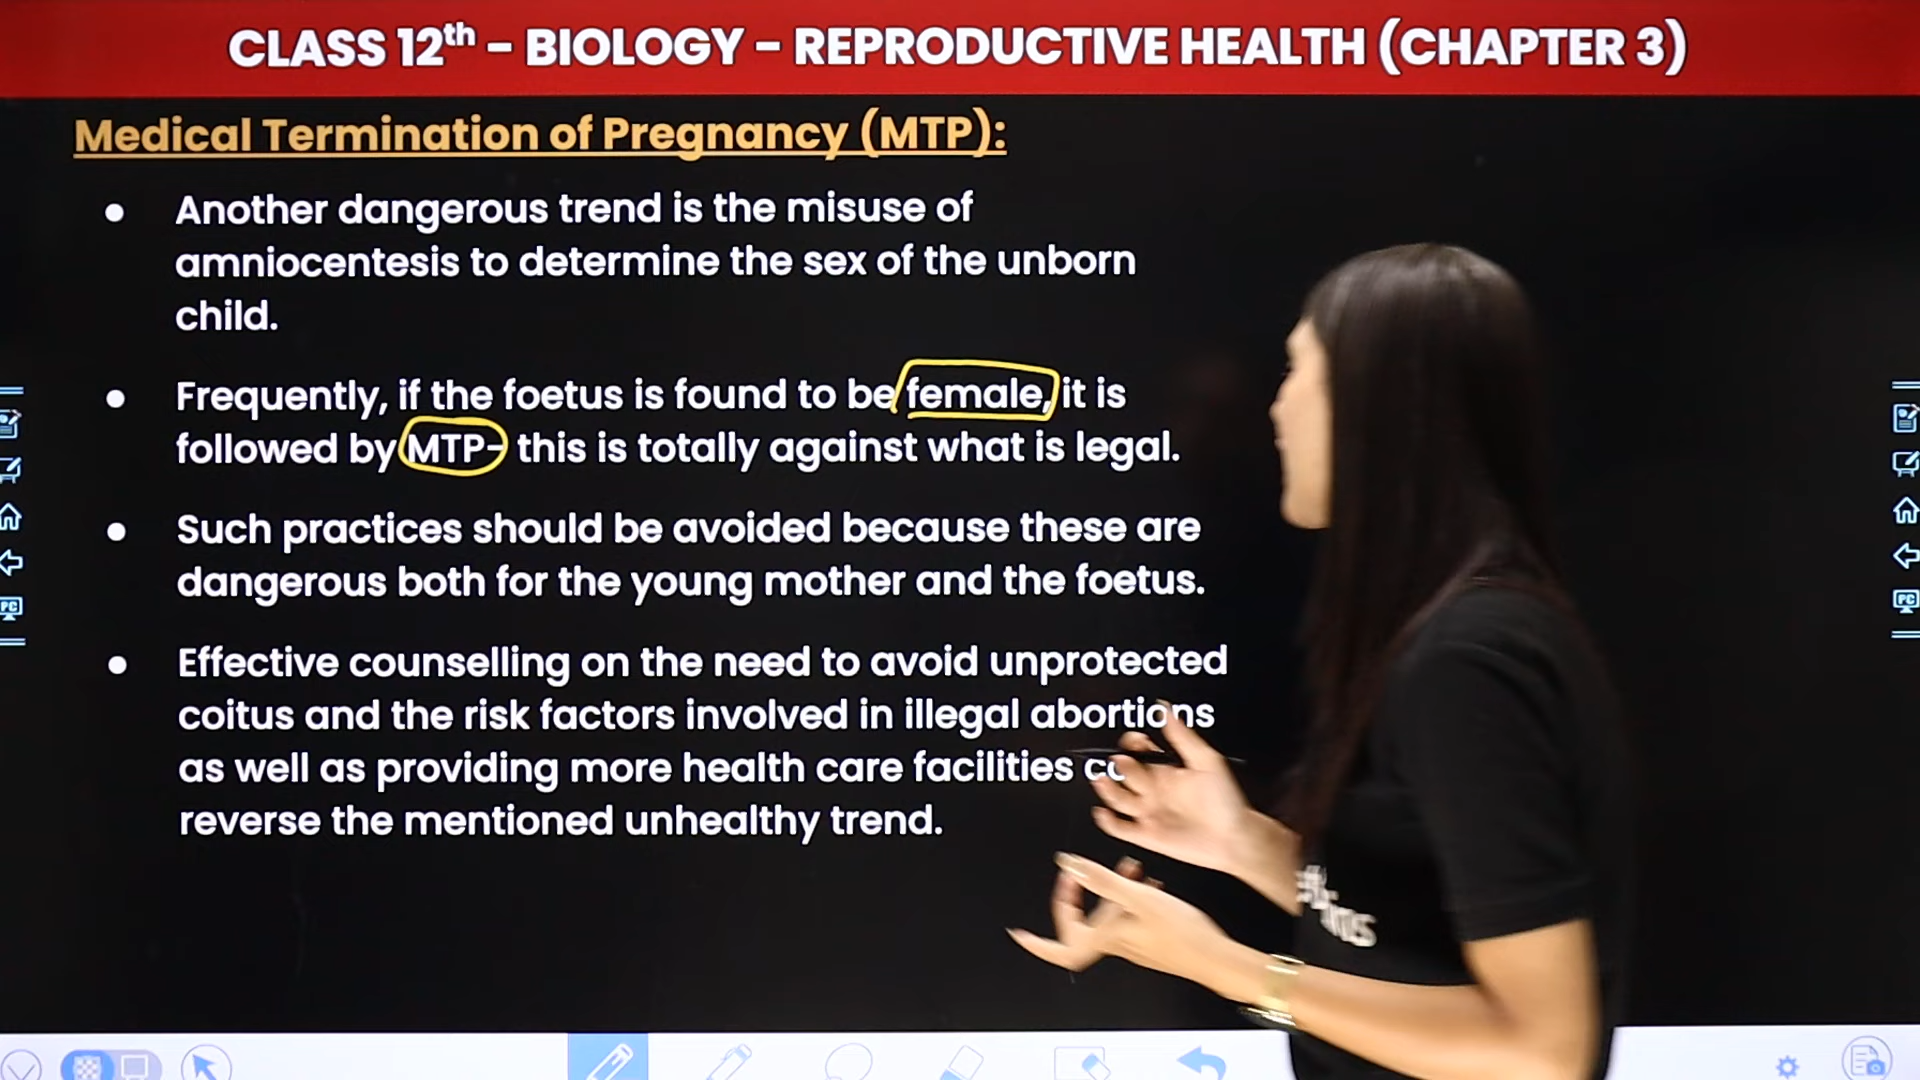 CLASS 12th – BIOLOGY – REPRODUCTIVE HEALTH (CHAPTER 3)
Medical Termination of Pregnancy (MTP):
● Another dangerous trend is the misuse of
amniocentesis to determine the sex of the unborn
child.
● Frequently, if the foetus is found to be female, it is
followed by MTP- this is totally against what is legal.
● Such practices should be avoided because these are
dangerous both for the young mother and the foetus.
● Effective counselling on the need to avoid unprotected
coitus and the risk factors involved in illegal abortions
as well as providing more health care facilities
reverse the mentioned unhealthy trend.
PC
PC